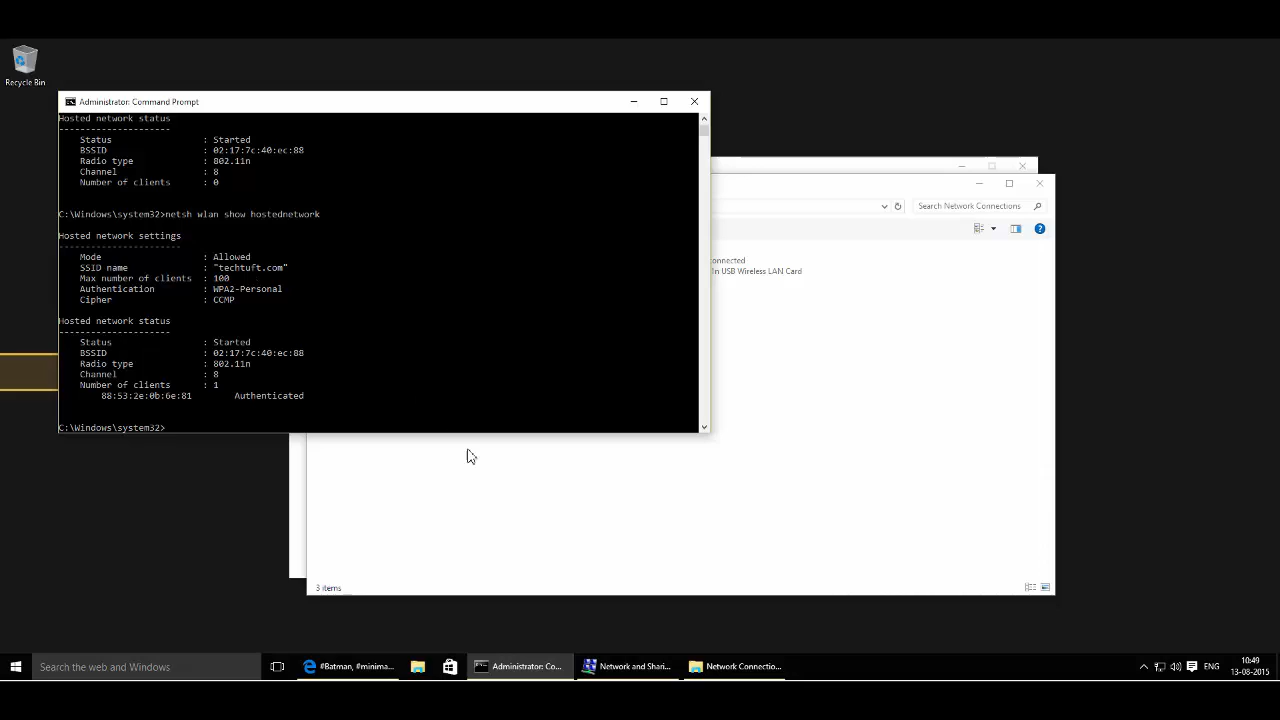 Recycle Bin
Administrator: Command Prompt
Hosted network status
---------------------
Status : Started
BSSID : 02:17:7c:40:ec:88
Radio type : 802.11n
Channel : 8
Number of clients : 0
C:\Windows\system32>netsh wlan show hostednetwork
Hosted network settings
-----------------------
Mode : Allowed
SSID name : "techtuft.com"
Max number of clients : 100
Authentication : WPA2-Personal
Cipher : CCMP
Hosted network status
---------------------
Status : Started
BSSID : 02:17:7c:40:ec:88
Radio type : 802.11n
Channel : 8
Number of clients : 1
88:53:2e:0b:6e:81 Authenticated
C:\Windows\system32>
Search Network Connections
onnected
In USB Wireless LAN Card
3 items
Search the web and Windows
#Batman, #minima...
Administrator: Co...
Network and Shari...
Network Connectio...
ENG
10:49
13-08-2015